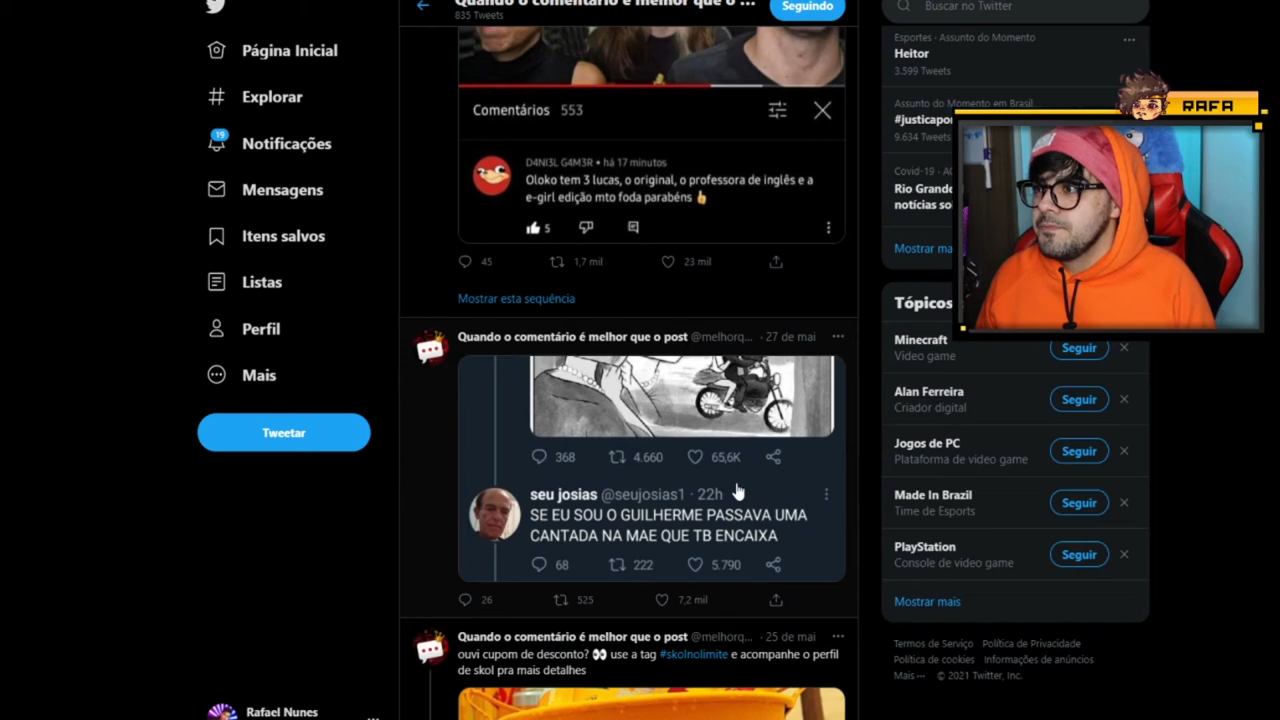 Quando o comentário é melhor que o ...
835 Tweets
Seguindo
Buscar no Twitter
Página Inicial
Explorar
19
Notificações
Mensagens
Itens salvos
Listas
Perfil
Mais
Tweetar
Rafael Nunes
Comentários 553
D4NI3L G4M3R • há 17 minutos
Oloko tem 3 lucas, o original, o professora de inglês e a
e-girl edição mto foda parabéns 👆
5
45 1,7 mil 23 mil
Mostrar esta sequência
Quando o comentário é melhor que o post @melhorq... · 27 de mai
368 4.660 65,6K
seu josias @seujosias1 · 22h
SE EU SOU O GUILHERME PASSAVA UMA
CANTADA NA MAE QUE TB ENCAIXA
68 222 5.790
26 525 7,2 mil
Quando o comentário é melhor que o post @melhorq... · 25 de mai
ouvi cupom de desconto? 👀 use a tag #skolnolimite e acompanhe o perfil
de skol pra mais detalhes
Esportes · Assunto do Momento
Heitor
3.599 Tweets
Assunto do Momento em Brasil
#justicapo
9.634 Tweets
Covid-19 · A
Rio Grande
notícias so
Mostrar ma
RAFA
Tópicos
Minecraft
Video game
Seguir
Alan Ferreira
Criador digital
Seguir
Jogos de PC
Plataforma de video game
Seguir
Made In Brazil
Time de Esports
Seguir
PlayStation
Console de video game
Seguir
Mostrar mais
Termos de Serviço Política de Privacidade
Política de cookies Informações de anúncios
Mais ··· © 2021 Twitter, Inc.